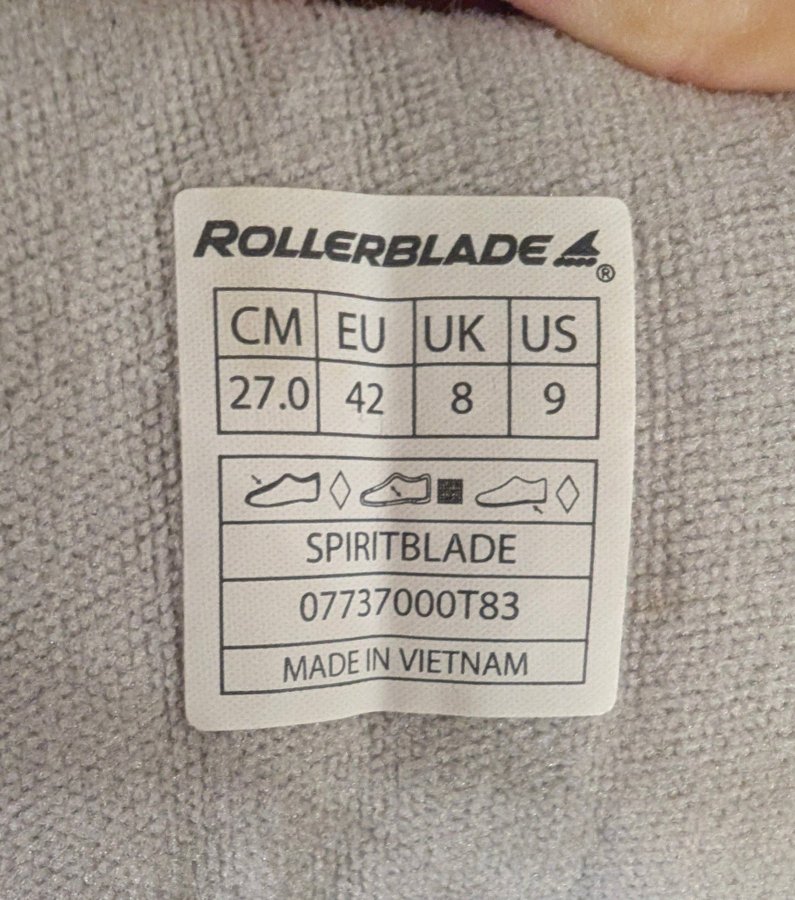 ROLLERBLADE ®
CM EU UK US
27.0 42 8 9
SPIRITBLADE
07737000T83
MADE IN VIETNAM